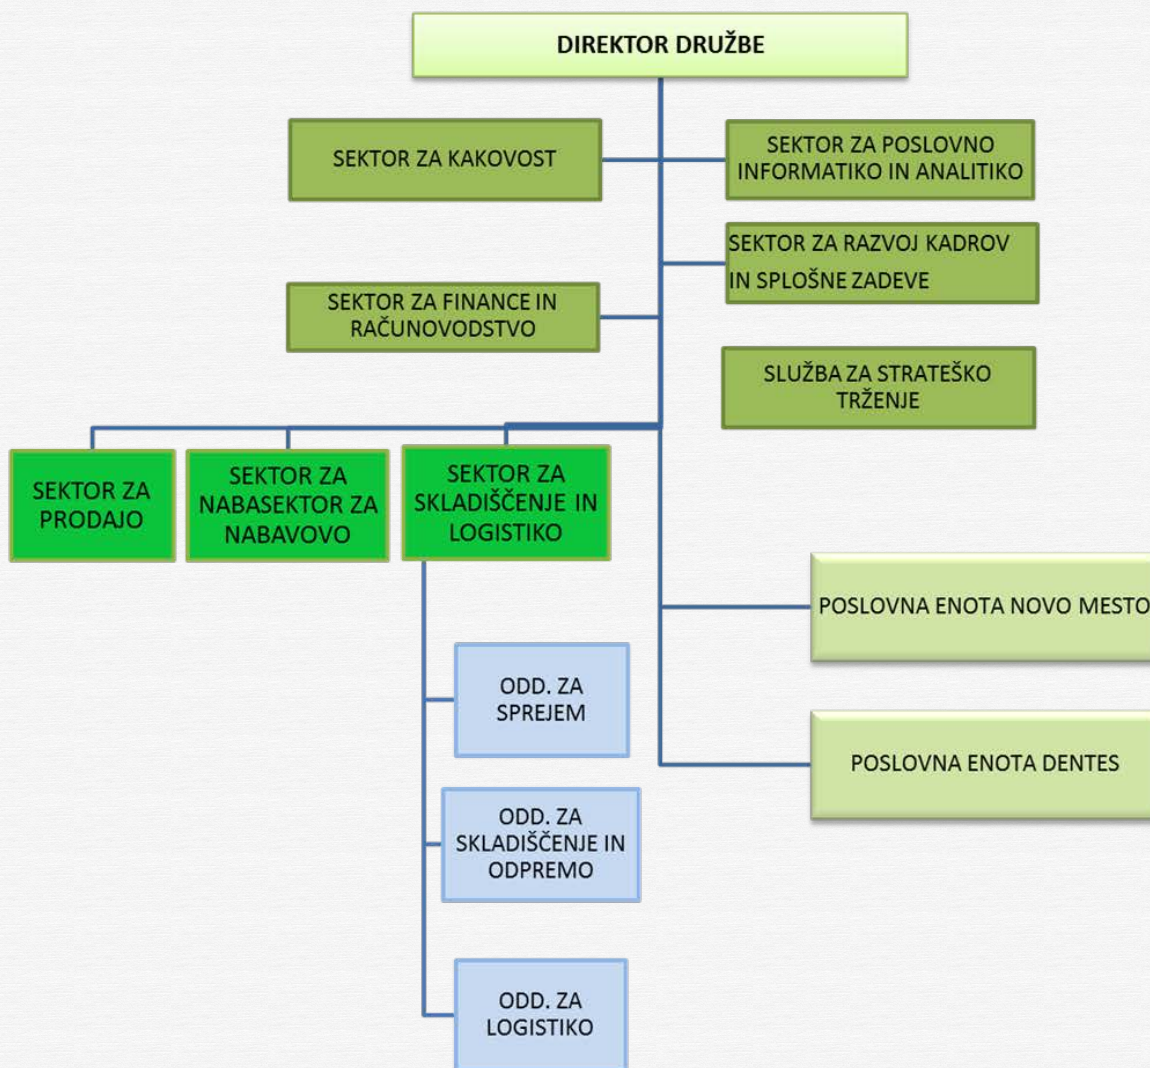 DIREKTOR DRUŽBE
SEKTOR ZA KAKOVOST
SEKTOR ZA POSLOVNO
INFORMATIKO IN ANALITIKO
SEKTOR ZA RAZVOJ KADROV
IN SPLOŠNE ZADEVE
SEKTOR ZA FINANCE IN
RAČUNOVODSTVO
SLUŽBA ZA STRATEŠKO
TRŽENJE
SEKTOR ZA
PRODAJO
SEKTOR ZA
NABASEKTOR ZA
NABAVOVO
SEKTOR ZA
SKLADIŠČENJE IN
LOGISTIKO
POSLOVNA ENOTA NOVO MESTO
POSLOVNA ENOTA DENTES
ODD. ZA
SPREJEM
ODD. ZA
SKLADIŠČENJE IN
ODPREMO
ODD. ZA
LOGISTIKO